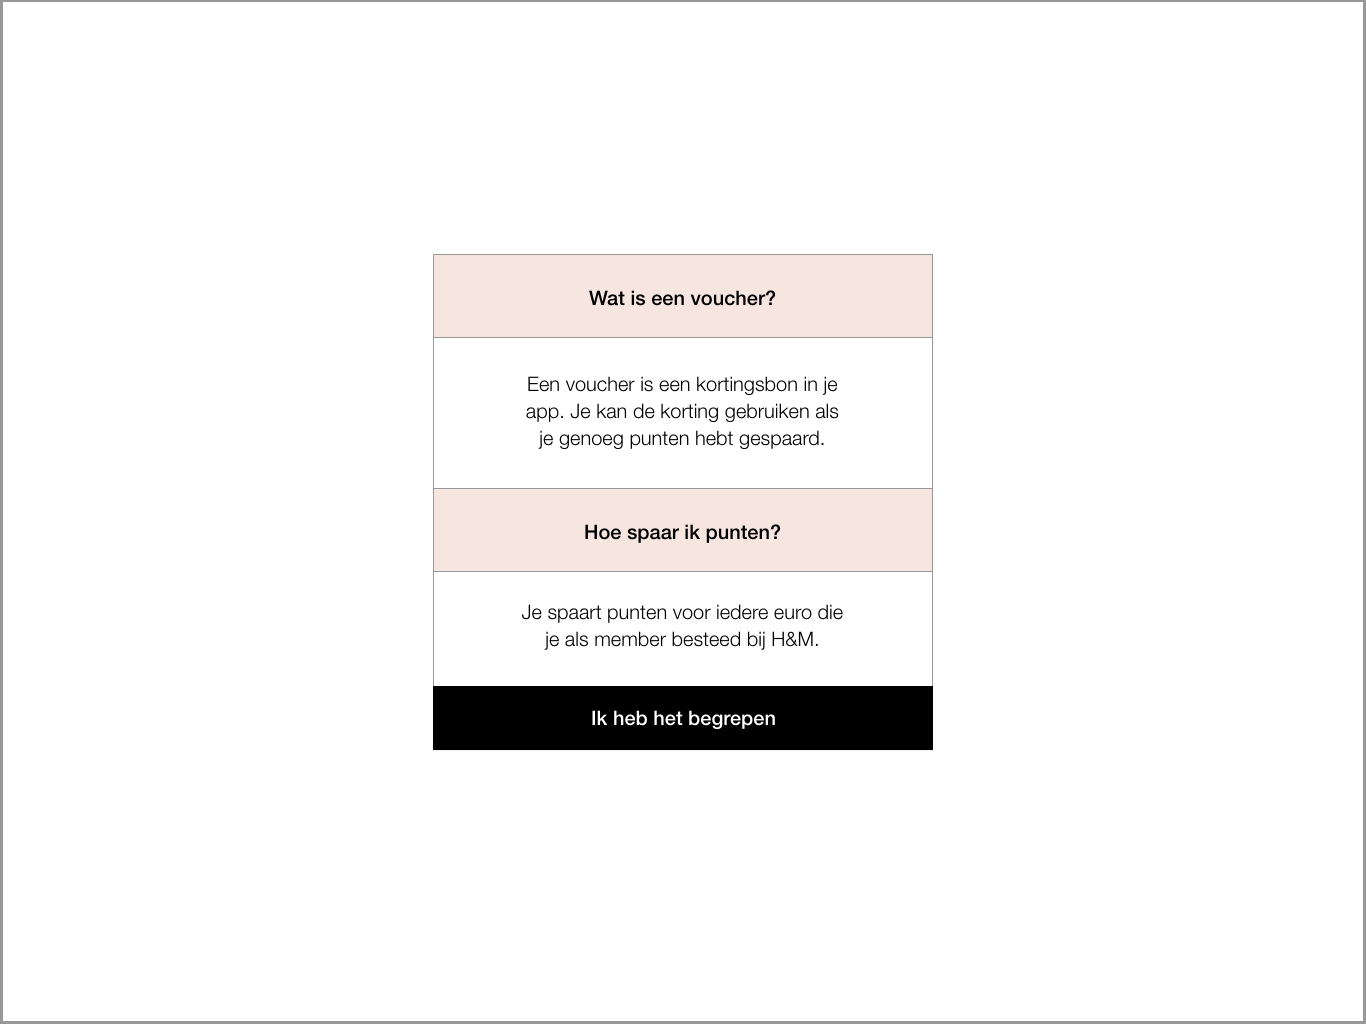 Wat is een voucher?
Een voucher is een kortingsbon in je
app. Je kan de korting gebruiken als
je genoeg punten hebt gespaard.
Hoe spaar ik punten?
Je spaart punten voor iedere euro die
je als member besteed bij H&M.
Ik heb het begrepen